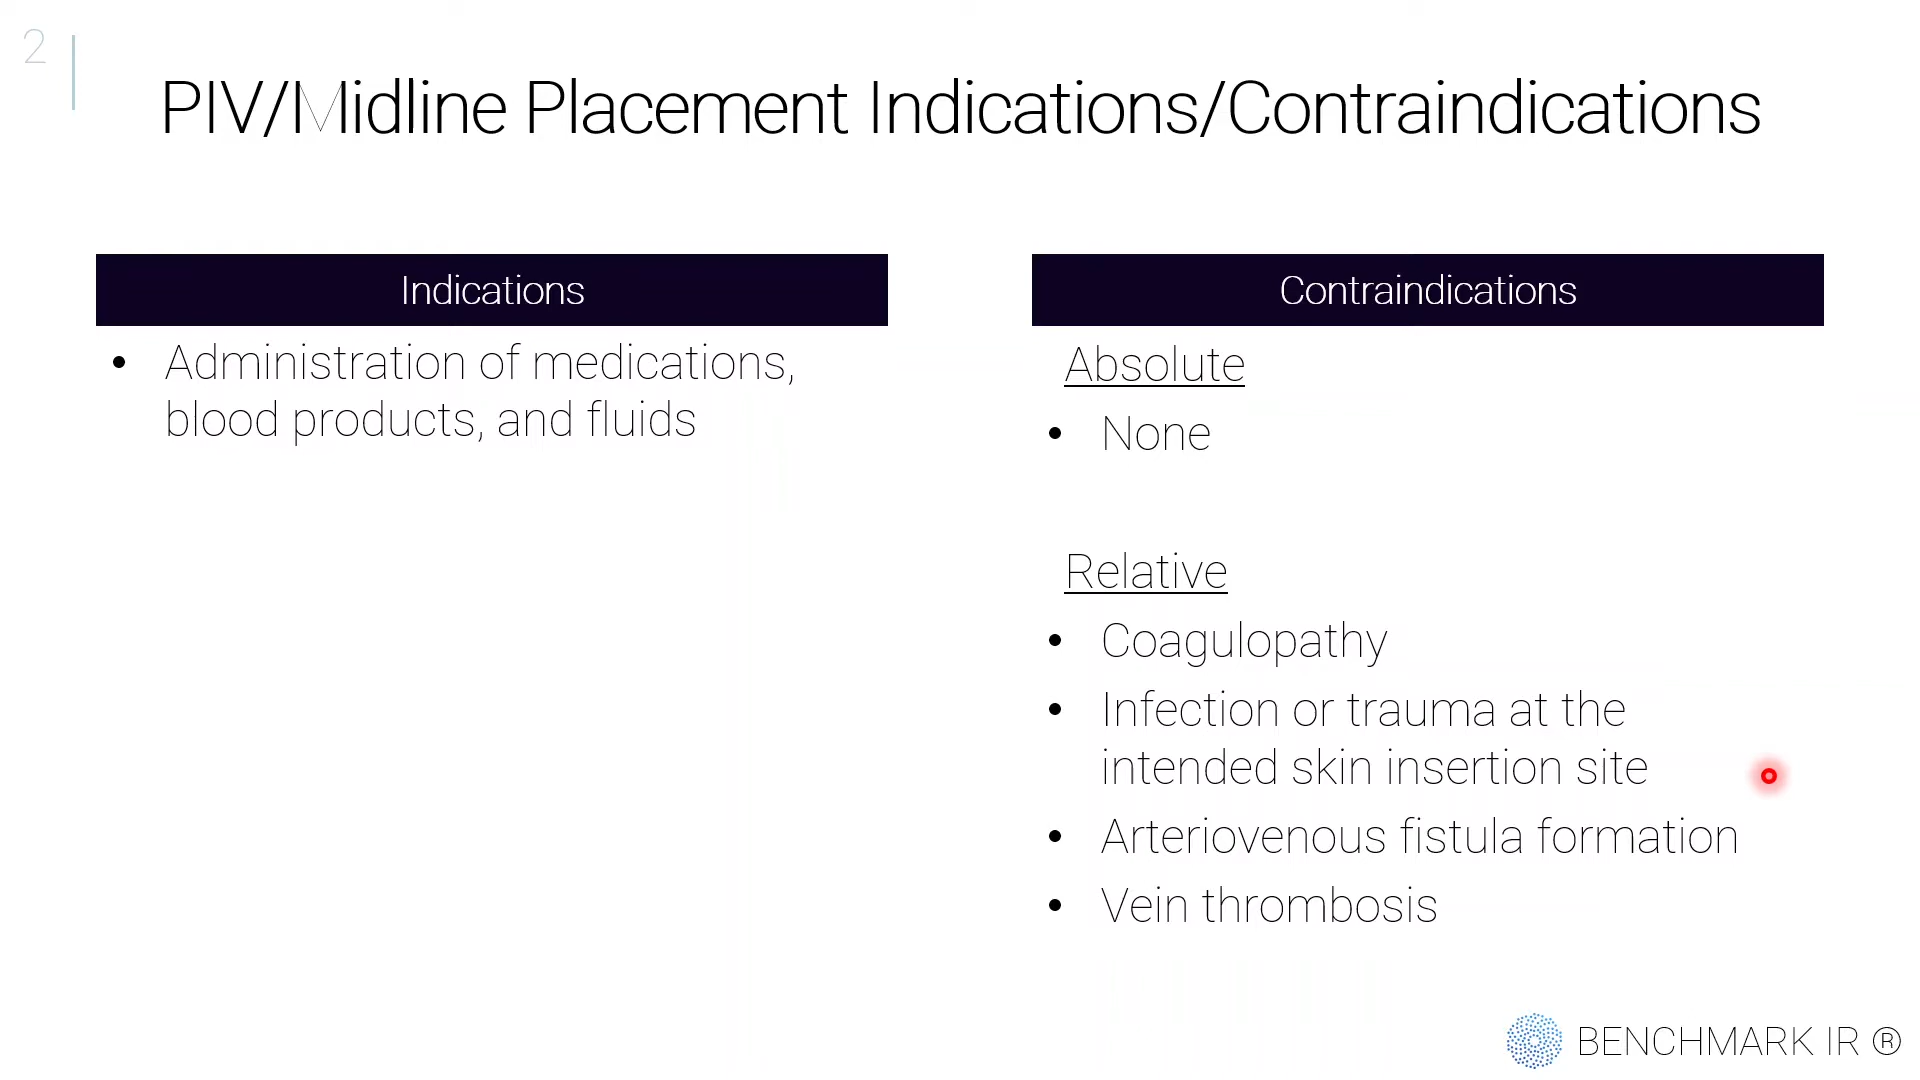 2
PIV/Midline Placement Indications/Contraindications
Indications
• Administration of medications,
blood products, and fluids
Contraindications
Absolute
• None
Relative
• Coagulopathy
• Infection or trauma at the
intended skin insertion site
• Arteriovenous fistula formation
• Vein thrombosis
BENCHMARK IR ®